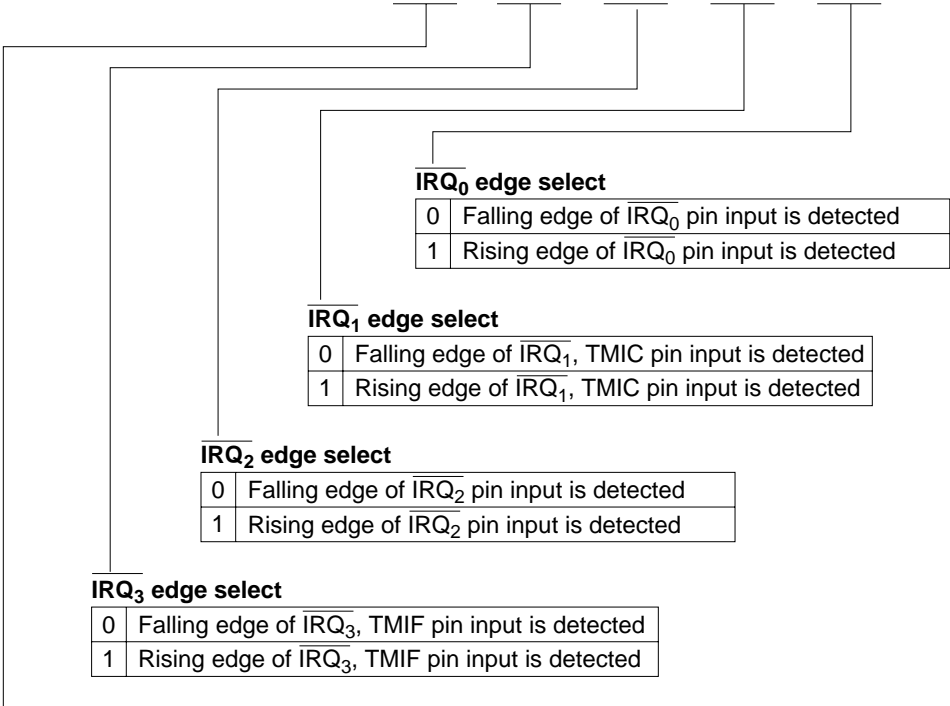 IRQ₀ edge select
0 Falling edge of IRQ₀ pin input is detected
1 Rising edge of IRQ₀ pin input is detected
IRQ₁ edge select
0 Falling edge of IRQ₁, TMIC pin input is detected
1 Rising edge of IRQ₁, TMIC pin input is detected
IRQ₂ edge select
0 Falling edge of IRQ₂ pin input is detected
1 Rising edge of IRQ₂ pin input is detected
IRQ₃ edge select
0 Falling edge of IRQ₃, TMIF pin input is detected
1 Rising edge of IRQ₃, TMIF pin input is detected